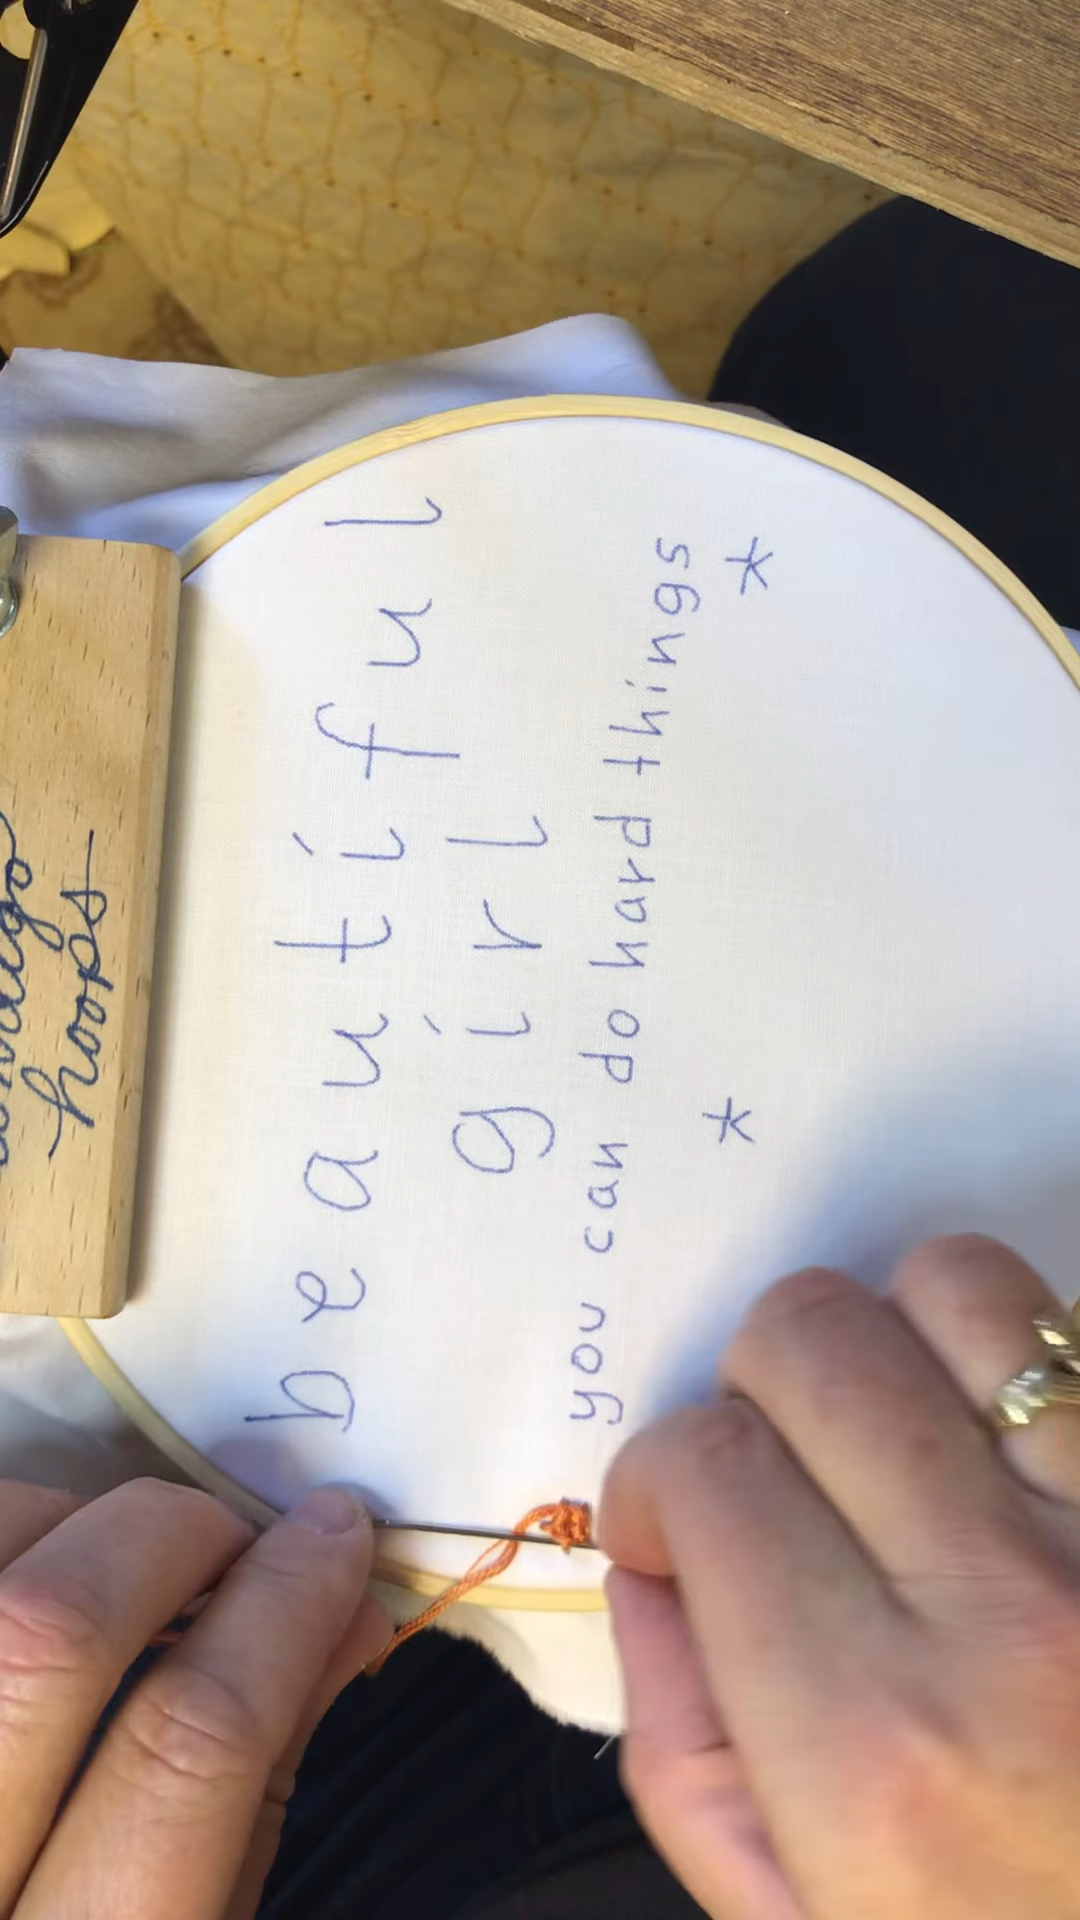 beautiful
girl
you can do hard things
* *
hoops